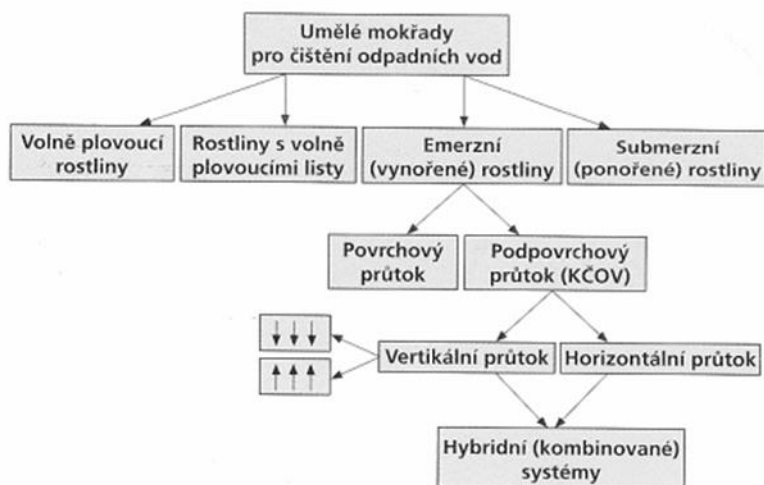 Umělé mokřady
pro čištění odpadních vod
Volně plovoucí
rostliny
Rostliny s volně
plovoucími listy
Emerzní
(vynořené) rostliny
Submerzní
(ponořené) rostliny
Povrchový
průtok
Podpovrchový
průtok (KČOV)
Vertikální průtok
Horizontální průtok
Hybridní (kombinované)
systémy